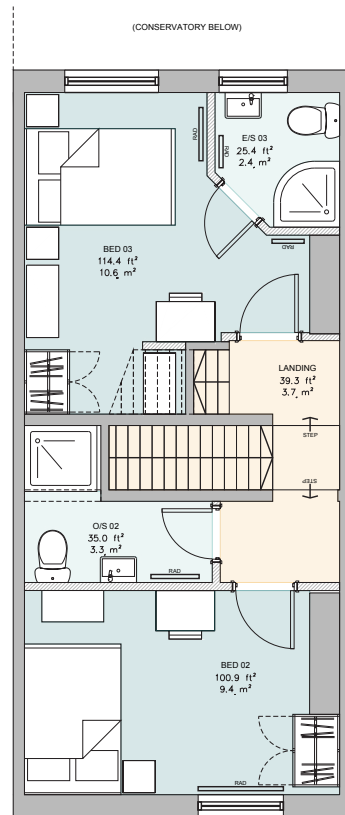 (CONSERVATORY BELOW)
RAD
RAD
E/S 03
25.4 ft²
2.4 m²
RAD
BED 03
114.4 ft²
10.6 m²
LANDING
39.3 ft²
3.7 m²
STEP
STEP
O/S 02
35.0 ft²
3.3 m²
RAD
BED 02
100.9 ft²
9.4 m²
RAD